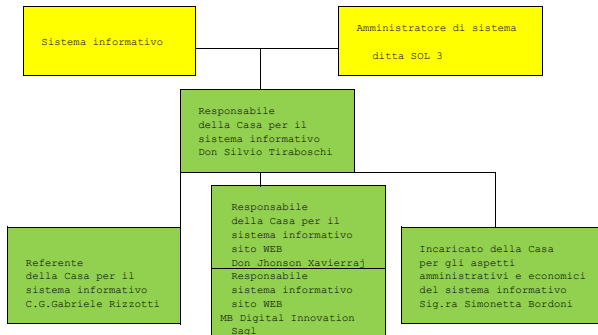 Sistema informativo
Amministratore di sistema
ditta SOL 3
Responsabile
della Casa per il
sistema informativo
Don Silvio Tiraboschi
Referente
della Casa per il
sistema informativo
C.G.Gabriele Rizzotti
Responsabile
della Casa per il
sistema informativo
sito WEB
Don Jhonson Xavierraj
Responsabile
sistema informativo
sito WEB
MB Digital Innovation
Sagl
Incaricato della Casa
per gli aspetti
amministrativi e economici
del sistema informativo
Sig.ra Simonetta Bordoni